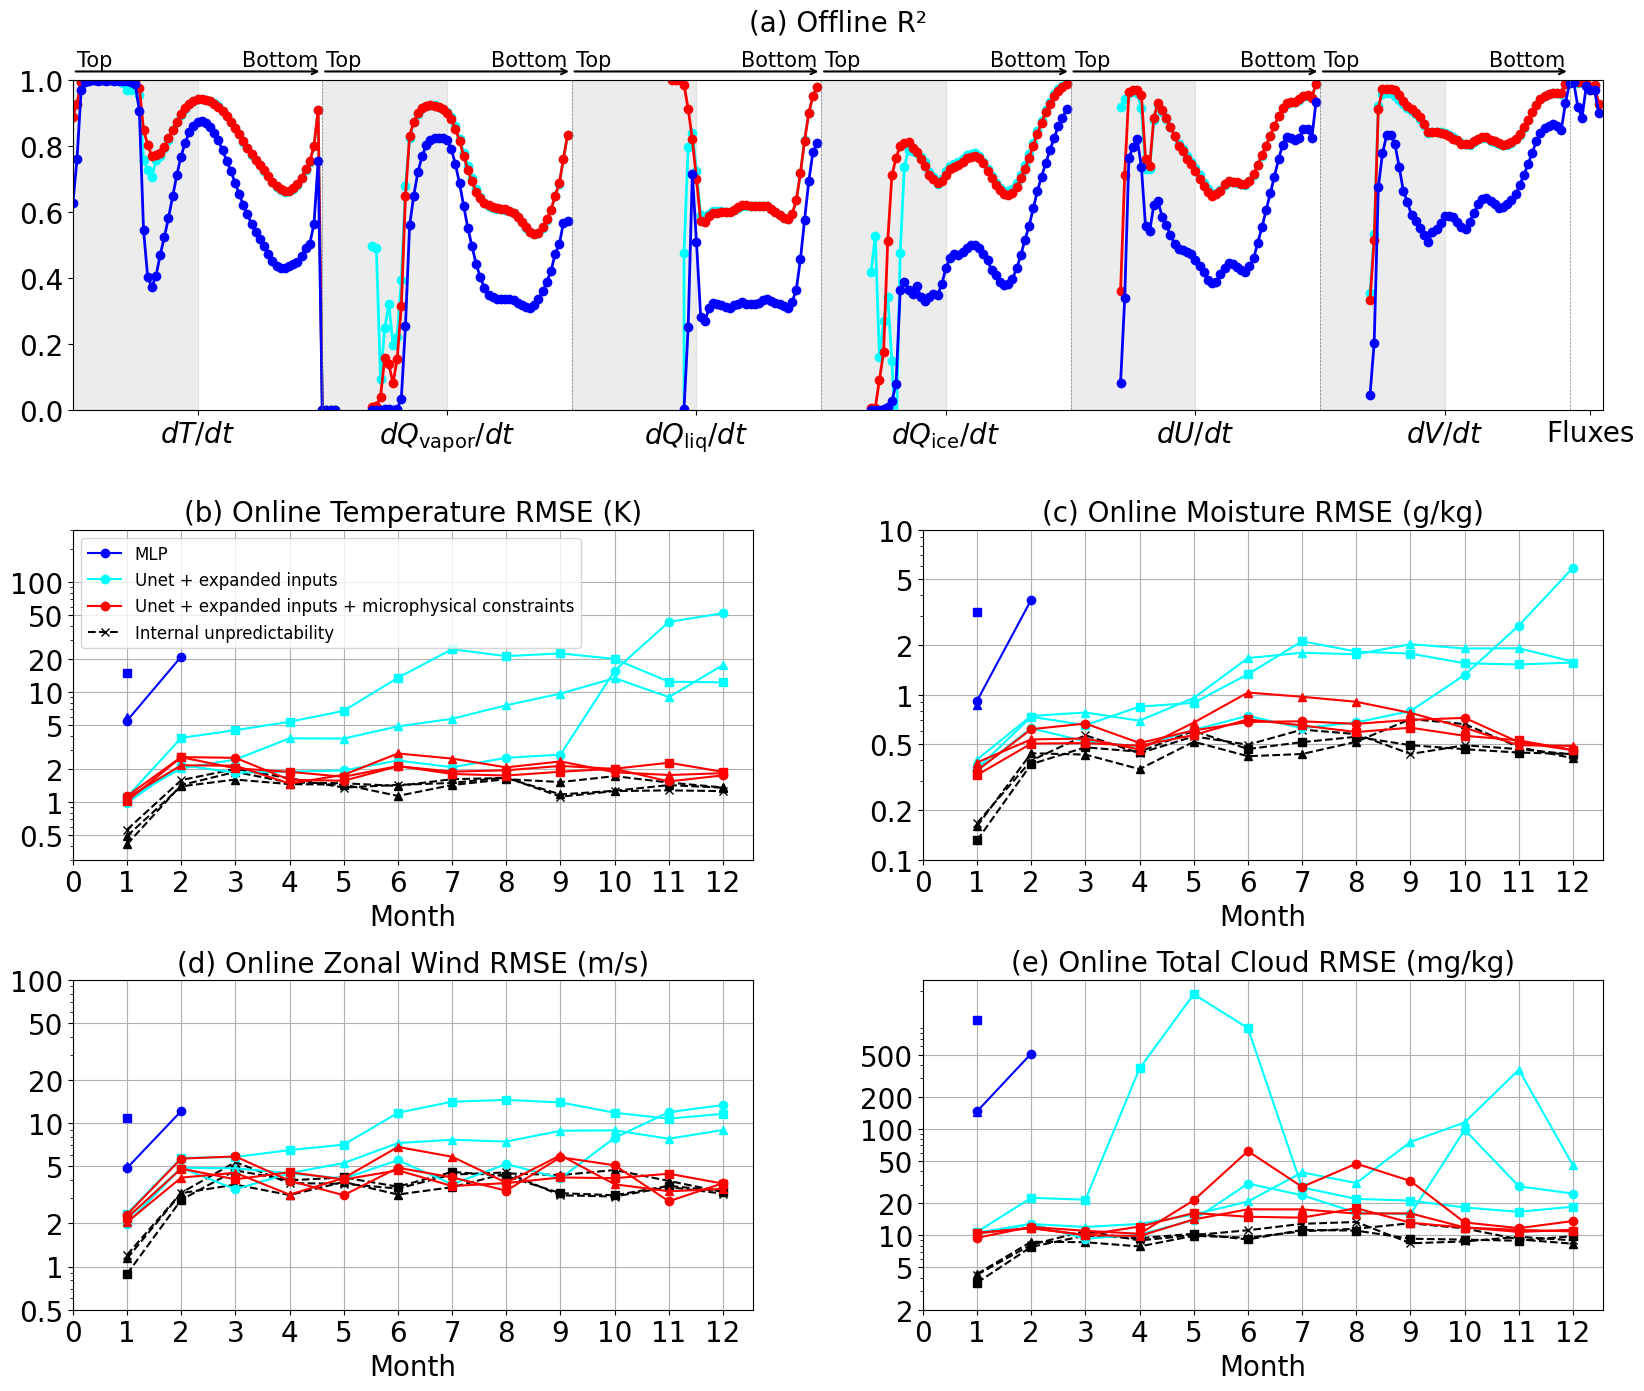 (a) Offline R²
Top Bottom Top Bottom Top Bottom Top Bottom Top Bottom Top Bottom
1.0
0.8
0.6
0.4
0.2
0.0
dT/dt dQvapor/dt dQliq/dt dQice/dt dU/dt dV/dt Fluxes
(b) Online Temperature RMSE (K)
MLP
Unet + expanded inputs
Unet + expanded inputs + microphysical constraints
Internal unpredictability
100
50
20
10
5
2
1
0.5
0 1 2 3 4 5 6 7 8 9 10 11 12
Month
(c) Online Moisture RMSE (g/kg)
10
5
2
1
0.5
0.2
0.1
0 1 2 3 4 5 6 7 8 9 10 11 12
Month
(d) Online Zonal Wind RMSE (m/s)
100
50
20
10
5
2
1
0.5
0 1 2 3 4 5 6 7 8 9 10 11 12
Month
(e) Online Total Cloud RMSE (mg/kg)
500
200
100
50
20
10
5
2
0 1 2 3 4 5 6 7 8 9 10 11 12
Month